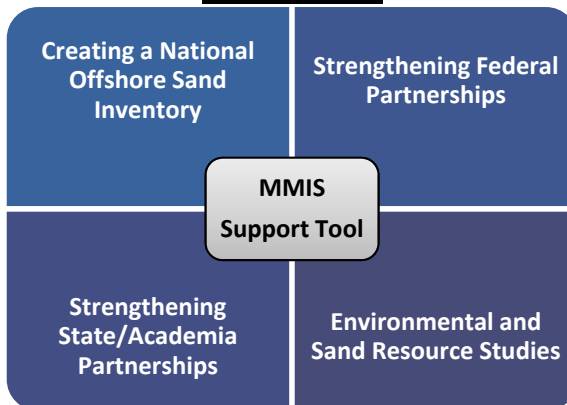 Creating a National
Offshore Sand
Inventory
Strengthening Federal
Partnerships
MMIS
Support Tool
Strengthening
State/Academia
Partnerships
Environmental and
Sand Resource Studies